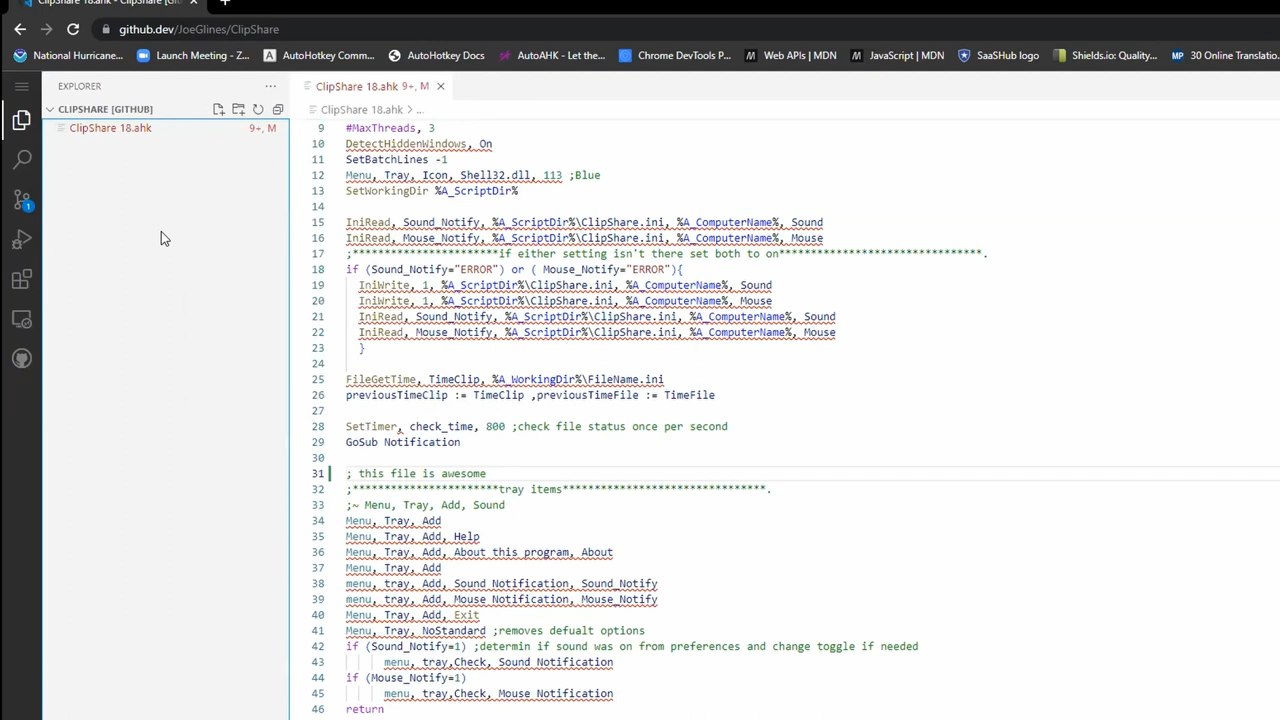 ClipShare 18.ahk - ClipShare [Git
github.dev/JoeGlines/ClipShare
National Hurricane... Launch Meeting - Z... AutoHotkey Comm... AutoHotkey Docs AutoAHK - Let the... Chrome DevTools P... Web APIs | MDN JavaScript | MDN SaaSHub logo Shields.io: Quality... 30 Online Translatio
EXPLORER
ClipShare 18.ahk 9+, M
CLIPSHARE [GITHUB]
ClipShare 18.ahk > ...
ClipShare 18.ahk 9+, M
9 #MaxThreads, 3
10 DetectHiddenWindows, On
11 SetBatchLines -1
12 Menu, Tray, Icon, Shell32.dll, 113 ;Blue
13 SetWorkingDir %A_ScriptDir%
14
15 IniRead, Sound_Notify, %A_ScriptDir%\ClipShare.ini, %A_ComputerName%, Sound
16 IniRead, Mouse_Notify, %A_ScriptDir%\ClipShare.ini, %A_ComputerName%, Mouse
17 ;***********************if either setting isn't there set both to on********************************.
18 if (Sound_Notify="ERROR") or ( Mouse_Notify="ERROR"){
19 IniWrite, 1, %A_ScriptDir%\ClipShare.ini, %A_ComputerName%, Sound
20 IniWrite, 1, %A_ScriptDir%\ClipShare.ini, %A_ComputerName%, Mouse
21 IniRead, Sound_Notify, %A_ScriptDir%\ClipShare.ini, %A_ComputerName%, Sound
22 IniRead, Mouse_Notify, %A_ScriptDir%\ClipShare.ini, %A_ComputerName%, Mouse
23 }
24
25 FileGetTime, TimeClip, %A_WorkingDir%\FileName.ini
26 previousTimeClip := TimeClip ,previousTimeFile := TimeFile
27
28 SetTimer, check_time, 800 ;check file status once per second
29 GoSub Notification
30
31 ; this file is awesome
32 ;***********************tray items********************************.
33 ;~ Menu, Tray, Add, Sound
34 Menu, Tray, Add
35 Menu, Tray, Add, Help
36 Menu, Tray, Add, About this program, About
37 Menu, Tray, Add
38 menu, tray, Add, Sound Notification, Sound_Notify
39 menu, tray, Add, Mouse Notification, Mouse_Notify
40 Menu, Tray, Add, Exit
41 Menu, Tray, NoStandard ;removes defualt options
42 if (Sound_Notify=1) ;determin if sound was on from preferences and change toggle if needed
43 menu, tray,Check, Sound Notification
44 if (Mouse_Notify=1)
45 menu, tray,Check, Mouse Notification
46 return
1